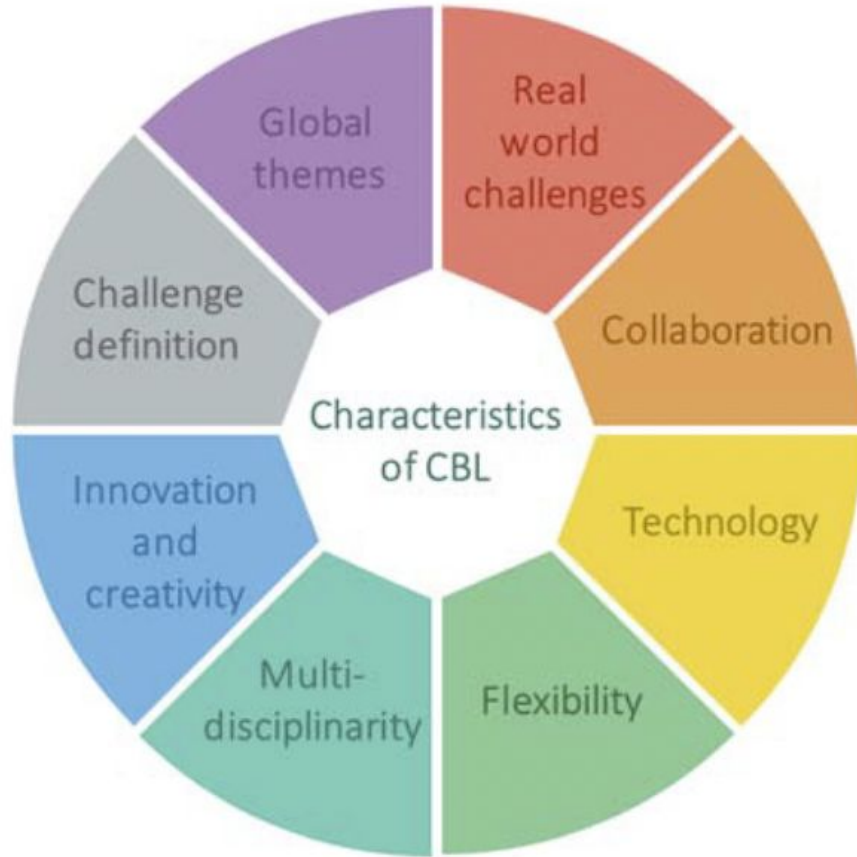 Real
world
challenges
Collaboration
Technology
Flexibility
Multi-
disciplinarity
Innovation
and
creativity
Challenge
definition
Global
themes
Characteristics
of CBL